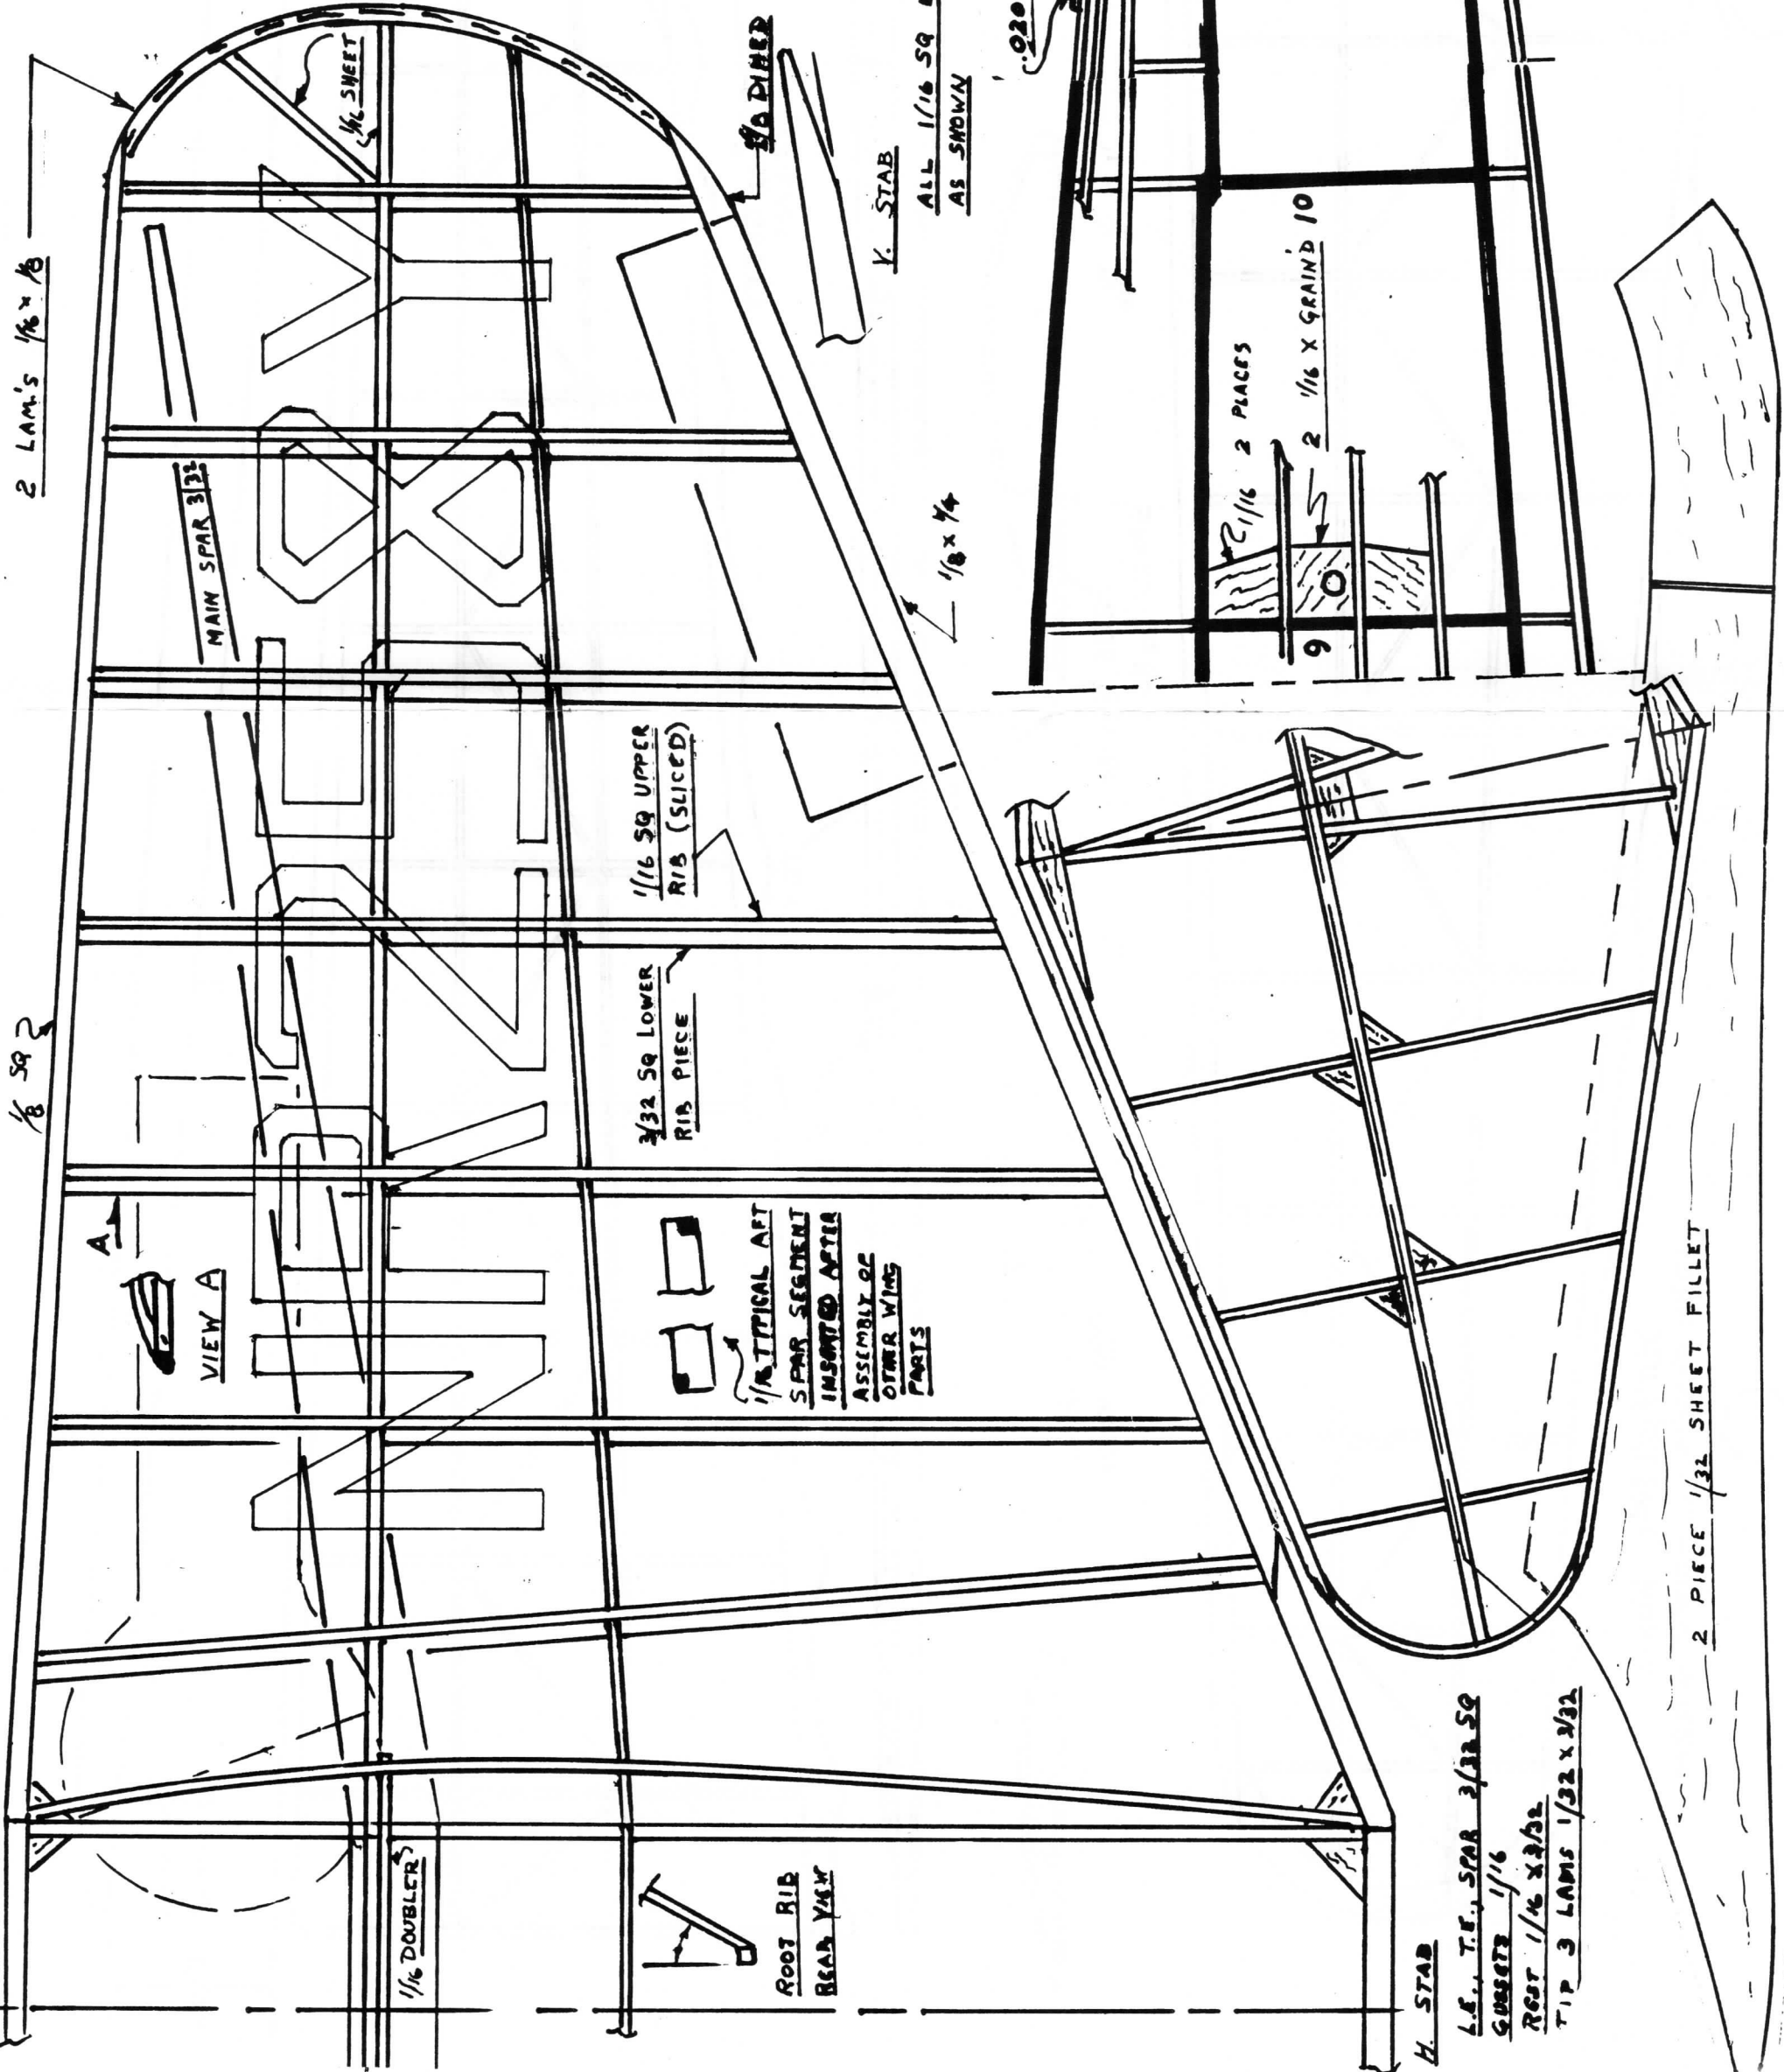 2 LAM.'S 1/16 x 1/8
1/16 SHEET
1/8 SQ
MAIN SPAR 3/32
A
VIEW A
NC2583Y
1/16 SQ UPPER
RIB (SLICED)
3/32 SQ LOWER
RIB PIECE
TYPICAL AFT
SPAR SEGMENT
INSERTED AFTER
ASSEMBLY OF
OTHER WING
PARTS
1/16 DOUBLER
ROOT RIB
REAR VIEW
1/8 x 1/4
V. STAB
ALL 1/16 SQ
AS SHOWN
.020
1/16 2 PLACES
2 1/16 X GRAIN'D
9
10
H. STAB
L.E., T.E., SPAR 3/32 SQ
GUSSETS 1/16
REST 1/16 x 3/32
TIP 3 LAMS 1/32 x 3/32
2 PIECE 1/32 SHEET FILLET